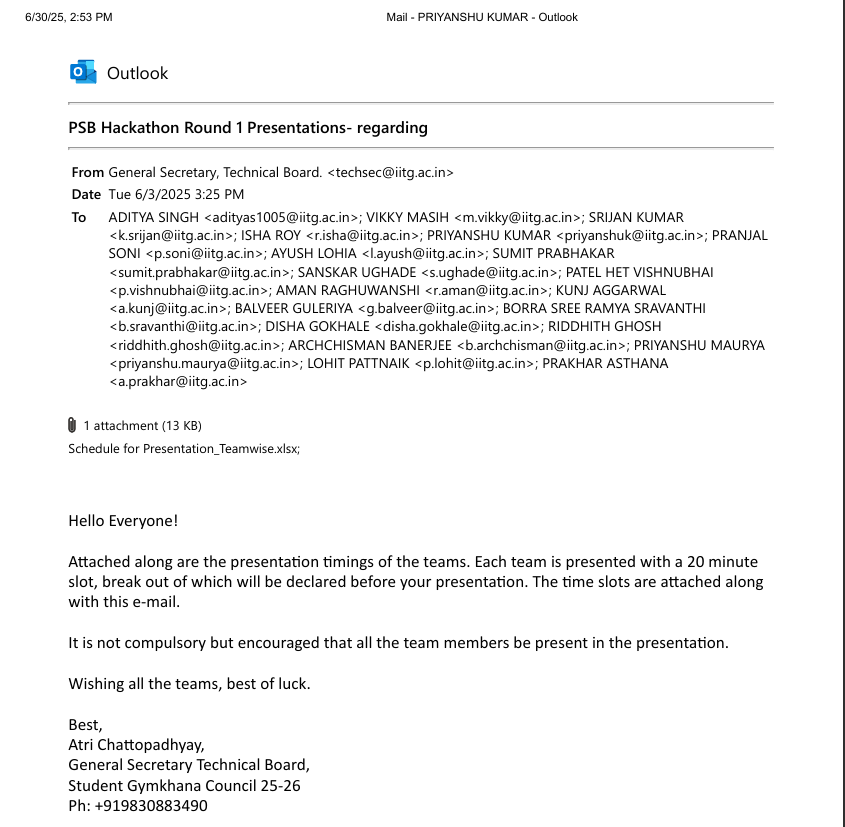 6/30/25, 2:53 PM Mail - PRIYANSHU KUMAR - Outlook
Outlook
PSB Hackathon Round 1 Presentations- regarding
From General Secretary, Technical Board. <techsec@iitg.ac.in>
Date Tue 6/3/2025 3:25 PM
To ADITYA SINGH <adityas1005@iitg.ac.in>; VIKKY MASIH <m.vikky@iitg.ac.in>; SRIJAN KUMAR
<k.srijan@iitg.ac.in>; ISHA ROY <r.isha@iitg.ac.in>; PRIYANSHU KUMAR <priyanshuk@iitg.ac.in>; PRANJAL
SONI <p.soni@iitg.ac.in>; AYUSH LOHIA <l.ayush@iitg.ac.in>; SUMIT PRABHAKAR
<sumit.prabhakar@iitg.ac.in>; SANSKAR UGHADE <s.ughade@iitg.ac.in>; PATEL HET VISHNUBHAI
<p.vishnubhai@iitg.ac.in>; AMAN RAGHUWANSHI <r.aman@iitg.ac.in>; KUNJ AGGARWAL
<a.kunj@iitg.ac.in>; BALVEER GULERIYA <g.balveer@iitg.ac.in>; BORRA SREE RAMYA SRAVANTHI
<b.sravanthi@iitg.ac.in>; DISHA GOKHALE <disha.gokhale@iitg.ac.in>; RIDDHITH GHOSH
<riddhith.ghosh@iitg.ac.in>; ARCHCHISMAN BANERJEE <b.archchisman@iitg.ac.in>; PRIYANSHU MAURYA
<priyanshu.maurya@iitg.ac.in>; LOHIT PATTNAIK <p.lohit@iitg.ac.in>; PRAKHAR ASTHANA
<a.prakhar@iitg.ac.in>
1 attachment (13 KB)
Schedule for Presentation_Teamwise.xlsx;
Hello Everyone!
Attached along are the presentation timings of the teams. Each team is presented with a 20 minute
slot, break out of which will be declared before your presentation. The time slots are attached along
with this e-mail.
It is not compulsory but encouraged that all the team members be present in the presentation.
Wishing all the teams, best of luck.
Best,
Atri Chattopadhyay,
General Secretary Technical Board,
Student Gymkhana Council 25-26
Ph: +919830883490